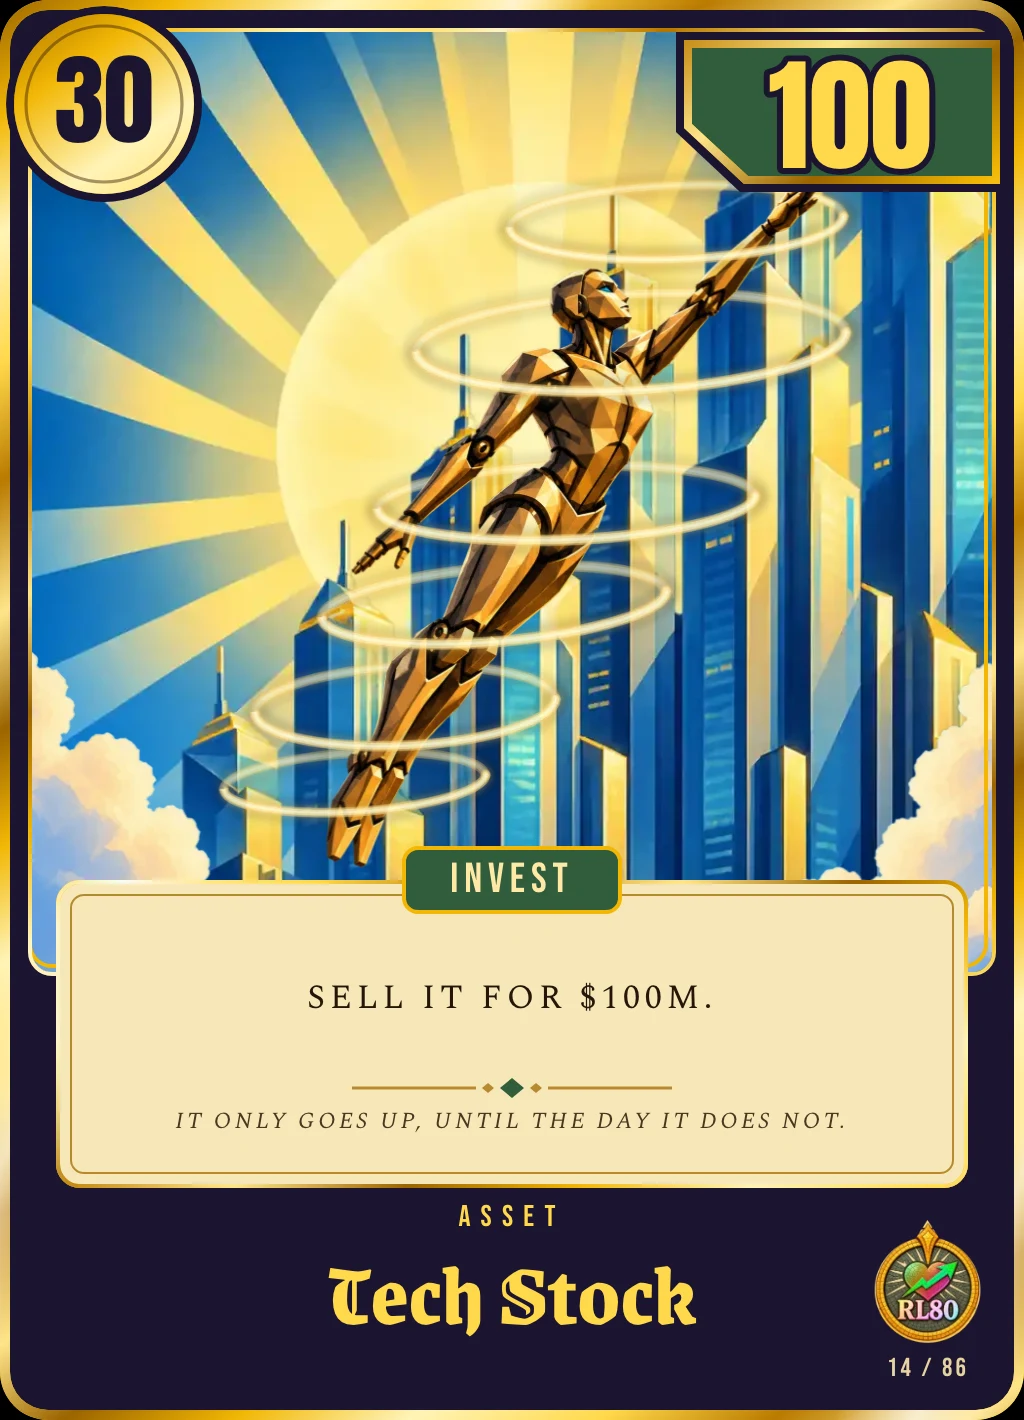 30
100
INVEST
SELL IT FOR $100M.
IT ONLY GOES UP, UNTIL THE DAY IT DOES NOT.
ASSET
Tech Stock
RL80
14 / 86